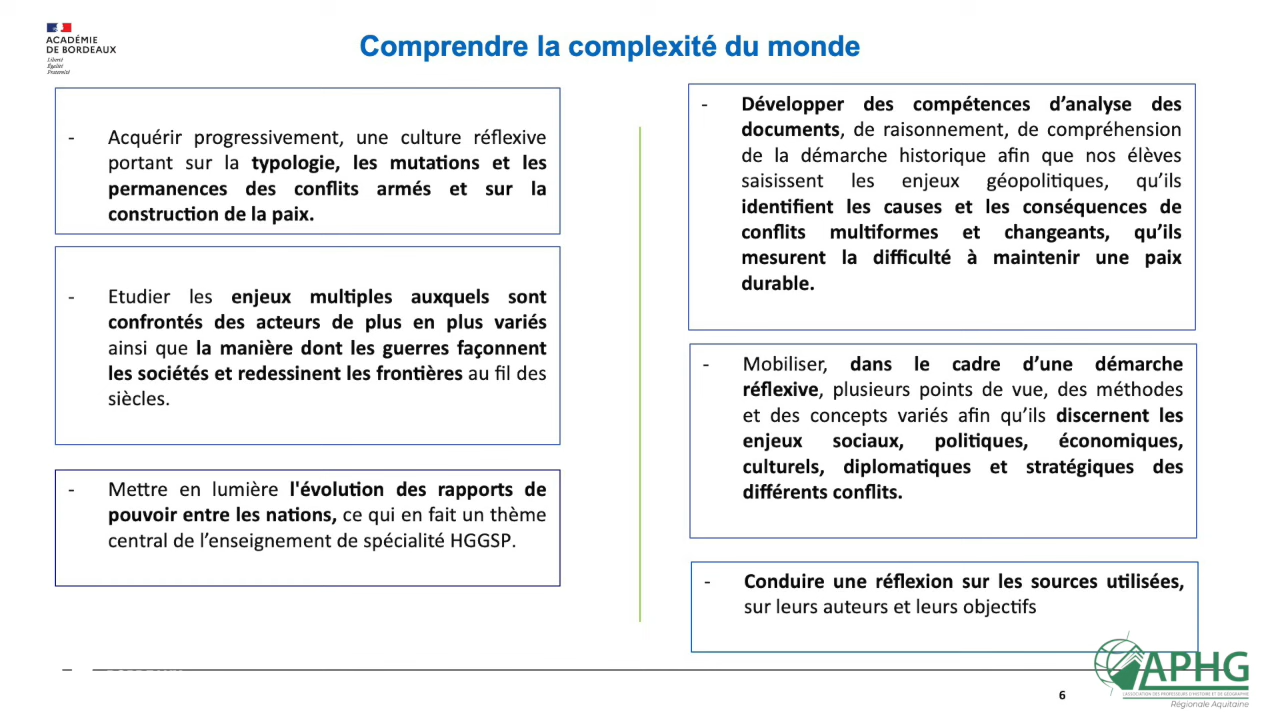 ACADÉMIE
DE BORDEAUX
Liberté
Égalité
Fraternité
Comprendre la complexité du monde
- Acquérir progressivement, une culture réflexive
portant sur la typologie, les mutations et les
permanences des conflits armés et sur la
construction de la paix.
- Etudier les enjeux multiples auxquels sont
confrontés des acteurs de plus en plus variés
ainsi que la manière dont les guerres façonnent
les sociétés et redessinent les frontières au fil des
siècles.
- Mettre en lumière l'évolution des rapports de
pouvoir entre les nations, ce qui en fait un thème
central de l’enseignement de spécialité HGGSP.
- Développer des compétences d’analyse des
documents, de raisonnement, de compréhension
de la démarche historique afin que nos élèves
saisissent les enjeux géopolitiques, qu’ils
identifient les causes et les conséquences de
conflits multiformes et changeants, qu’ils
mesurent la difficulté à maintenir une paix
durable.
- Mobiliser, dans le cadre d’une démarche
réflexive, plusieurs points de vue, des méthodes
et des concepts variés afin qu’ils discernent les
enjeux sociaux, politiques, économiques,
culturels, diplomatiques et stratégiques des
différents conflits.
- Conduire une réflexion sur les sources utilisées,
sur leurs auteurs et leurs objectifs
APHG
L'ASSOCIATION DES PROFESSEURS D'HISTOIRE ET DE GÉOGRAPHIE
Régionale Aquitaine
6